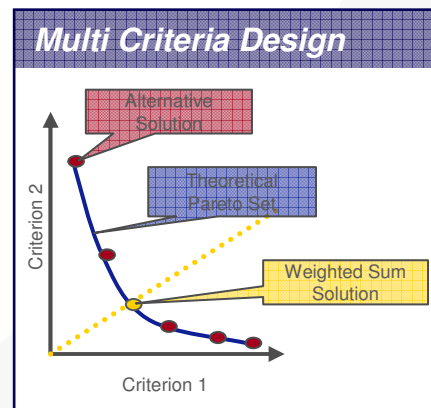 Multi Criteria Design
Alternative
Solution
Theoretical
Pareto Set
Criterion 2
Weighted Sum
Solution
Criterion 1